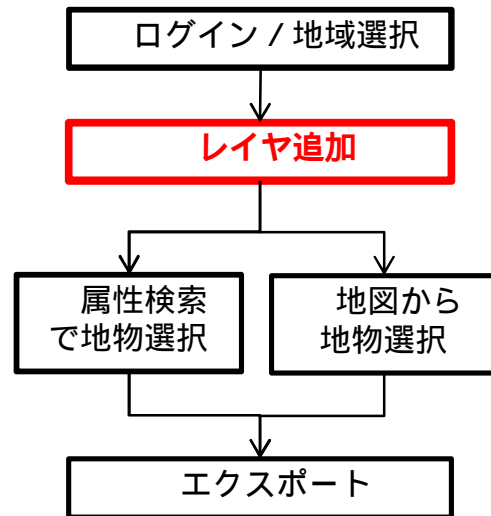 ログイン / 地域選択
レイヤ追加
属性検索
で地物選択
地図から
地物選択
エクスポート